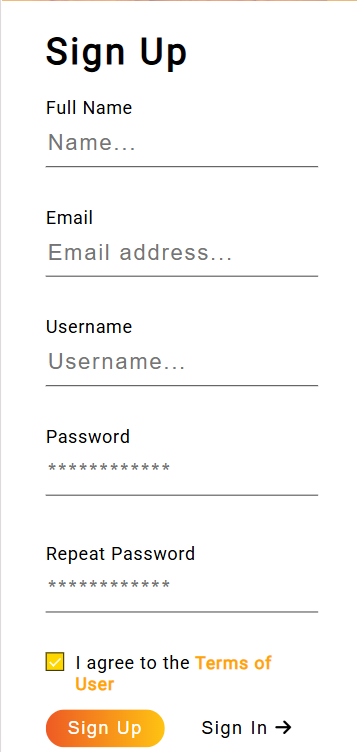 Sign Up
Full Name
Name...
Email
Email address...
Username
Username...
Password
************
Repeat Password
************
I agree to the Terms of
User
Sign Up
Sign In →